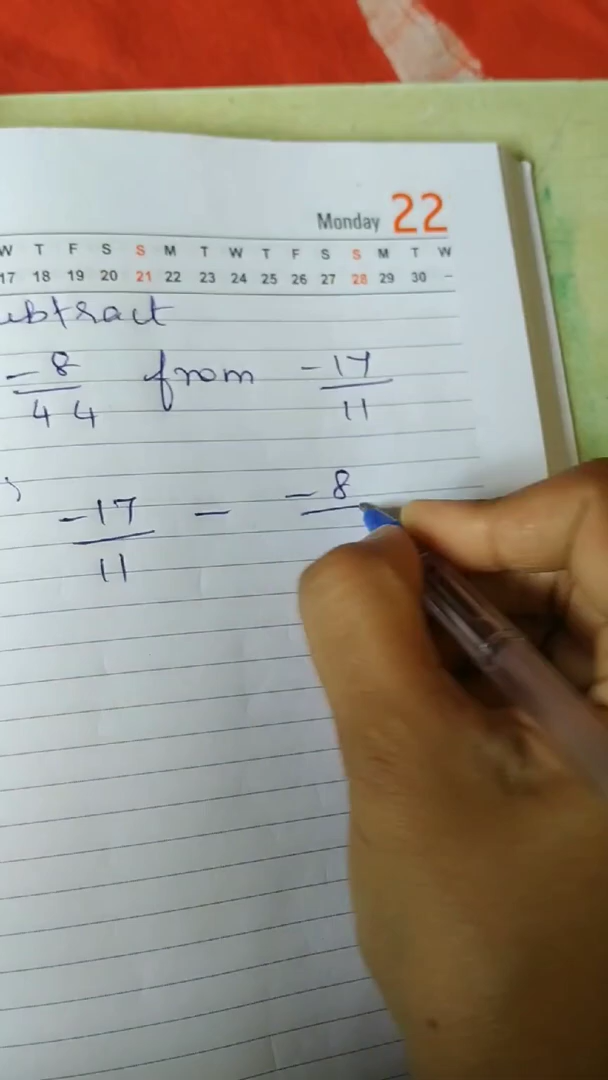 Monday 22
W T F S S M T W T F S S M T W
17 18 19 20 21 22 23 24 25 26 27 28 29 30 –
ubtract
-8/44 from -17/11
-17/11 - -8